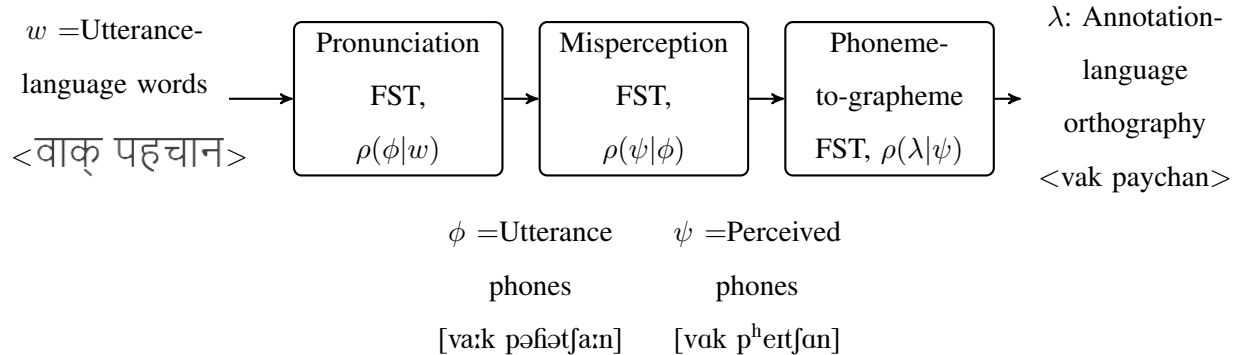 w =Utterance-
language words
<वाक् पहचान>
Pronunciation
FST,
ρ(ϕ|w)
Misperception
FST,
ρ(ψ|ϕ)
Phoneme-
to-grapheme
FST, ρ(λ|ψ)
λ: Annotation-
language
orthography
<vak paychan>
ϕ =Utterance
phones
[vaːk pəɦətʃaːn]
ψ =Perceived
phones
[vɑk pʰeɪtʃɑn]